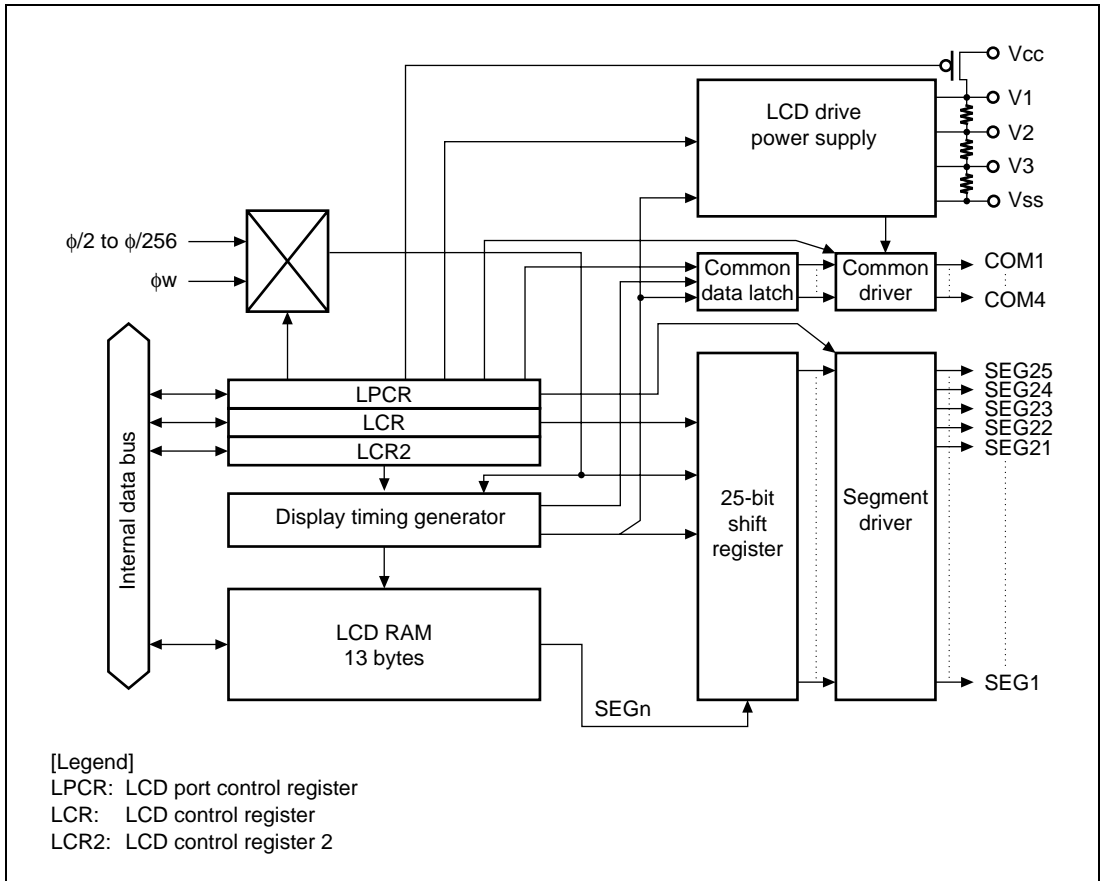 Vcc
V1
LCD drive
power supply
V2
V3
Vss
ϕ/2 to ϕ/256
ϕw
Common
data latch
Common
driver
COM1
COM4
Internal data bus
LPCR
LCR
LCR2
Display timing generator
LCD RAM
13 bytes
SEGn
25-bit
shift
register
Segment
driver
SEG25
SEG24
SEG23
SEG22
SEG21
SEG1
[Legend]
LPCR: LCD port control register
LCR: LCD control register
LCR2: LCD control register 2